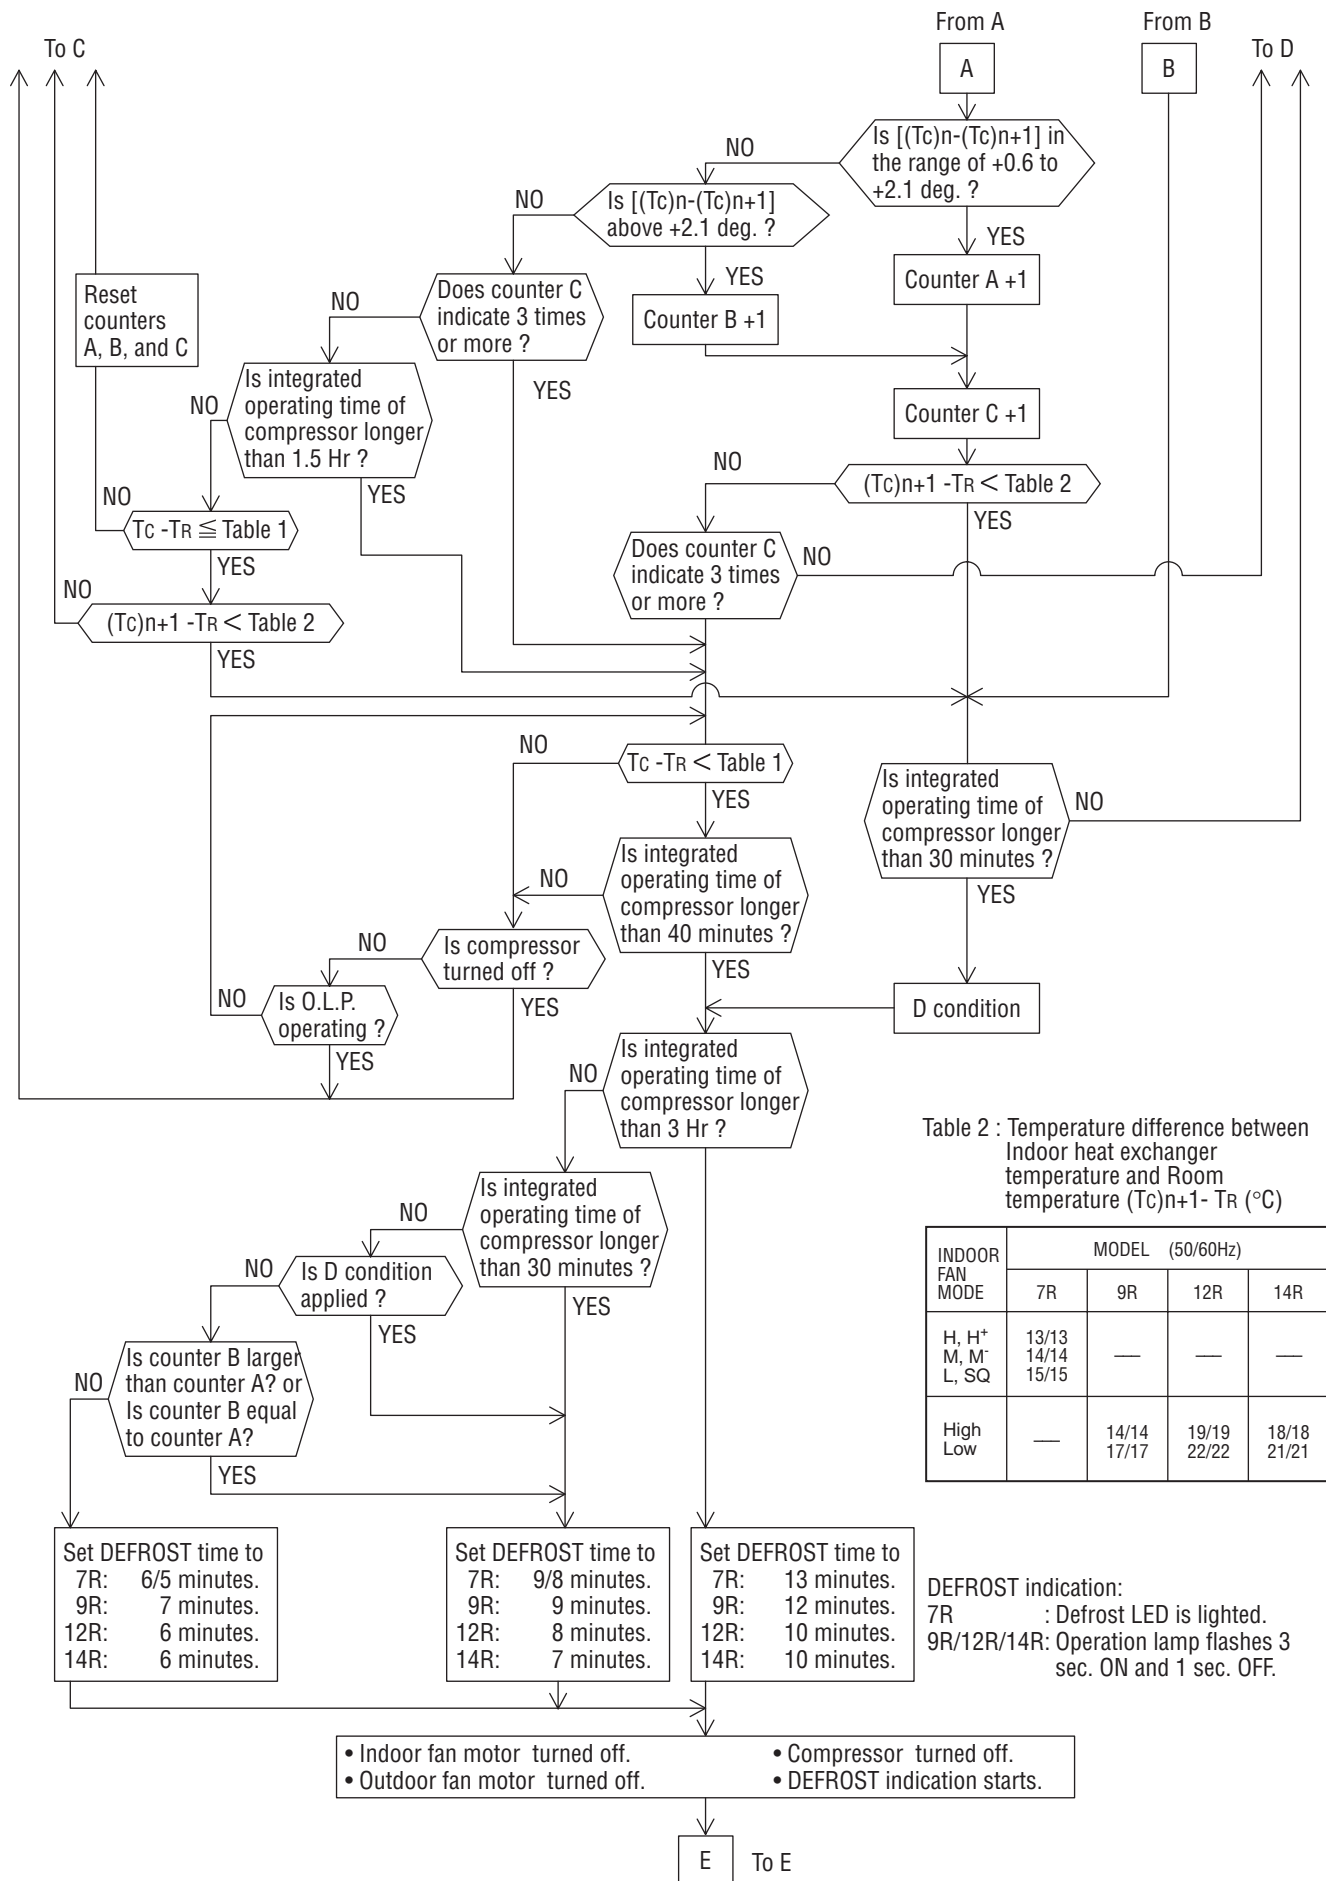 From A
From B
To C
To D
A
B
Is [(Tc)n-(Tc)n+1] in
the range of +0.6 to
+2.1 deg. ?
NO
YES
Is [(Tc)n-(Tc)n+1]
above +2.1 deg. ?
NO
YES
Counter A +1
Counter B +1
Reset
counters
A, B, and C
Does counter C
indicate 3 times
or more ?
NO
YES
Is integrated
operating time of
compressor longer
than 1.5 Hr ?
NO
YES
Counter C +1
(Tc)n+1 -TR < Table 2
NO
YES
Tc -TR ≦ Table 1
NO
YES
Does counter C
indicate 3 times
or more ?
NO
(Tc)n+1 -TR < Table 2
NO
YES
Tc -TR < Table 1
NO
YES
Is integrated
operating time of
compressor longer
than 30 minutes ?
NO
YES
Is integrated
operating time of
compressor longer
than 40 minutes ?
NO
YES
Is compressor
turned off ?
NO
YES
Is O.L.P.
operating ?
NO
YES
D condition
Is integrated
operating time of
compressor longer
than 3 Hr ?
NO
Is integrated
operating time of
compressor longer
than 30 minutes ?
NO
YES
Is D condition
applied ?
NO
YES
Is counter B larger
than counter A? or
Is counter B equal
to counter A?
NO
YES
Table 2 : Temperature difference between
Indoor heat exchanger
temperature and Room
temperature (Tc)n+1- TR (°C)
INDOOR
FAN
MODE
MODEL (50/60Hz)
7R 9R 12R 14R
H, H+ 13/13
M, M- 14/14 — — —
L, SQ 15/15
High — 14/14 19/19 18/18
Low 17/17 22/22 21/21
Set DEFROST time to
7R: 6/5 minutes.
9R: 7 minutes.
12R: 6 minutes.
14R: 6 minutes.
Set DEFROST time to
7R: 9/8 minutes.
9R: 9 minutes.
12R: 8 minutes.
14R: 7 minutes.
Set DEFROST time to
7R: 13 minutes.
9R: 12 minutes.
12R: 10 minutes.
14R: 10 minutes.
DEFROST indication:
7R : Defrost LED is lighted.
9R/12R/14R: Operation lamp flashes 3
sec. ON and 1 sec. OFF.
• Indoor fan motor turned off. • Compressor turned off.
• Outdoor fan motor turned off. • DEFROST indication starts.
E To E